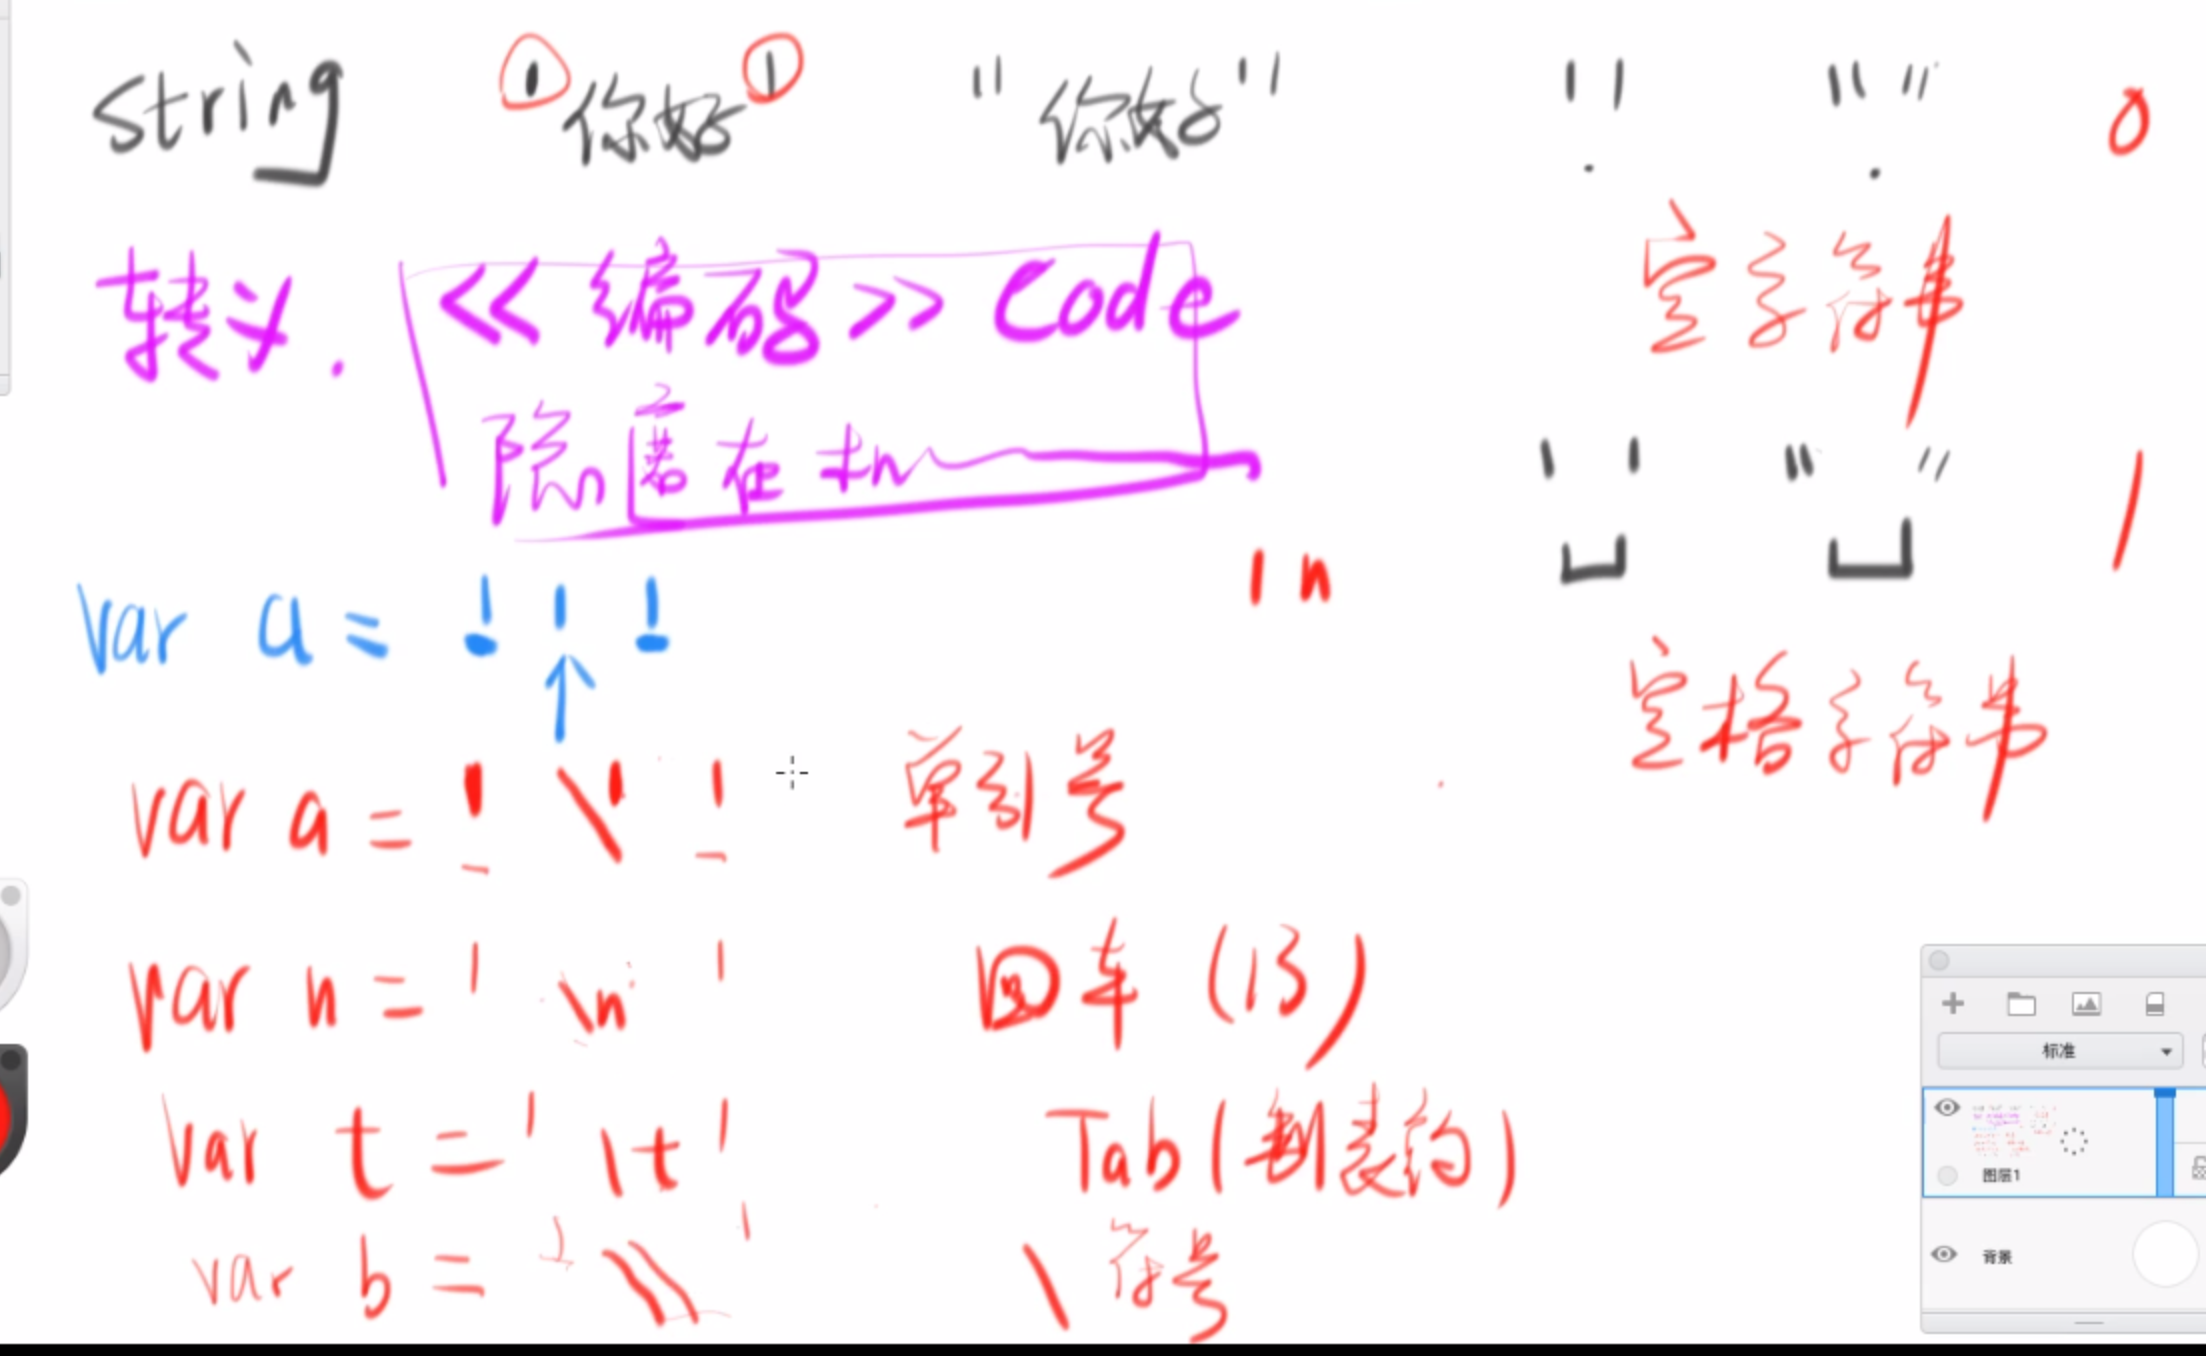 string '你好' "你好" '' "" 0
转义. <<编码>> Code 空字符串
隐匿在
' ' " " 1
var a = ''' 1 n
空格字符串
var a = '\'' 单引号
var n = '\n' 回车 (13)
var t = '\t' Tab (制表符)
var b = '\\' \ 符号
标准
图层1
背景